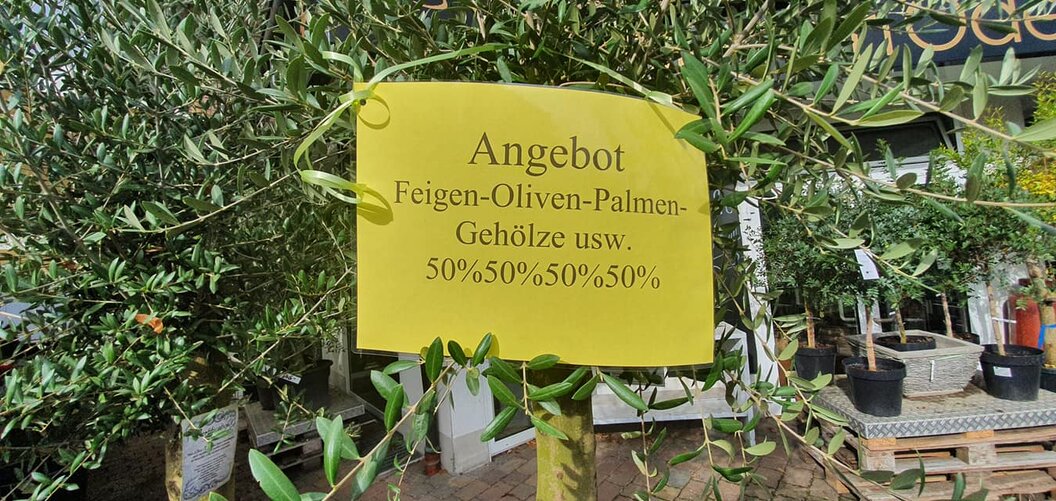 Angebot
Feigen-Oliven-Palmen-
Gehölze usw.
50%50%50%50%